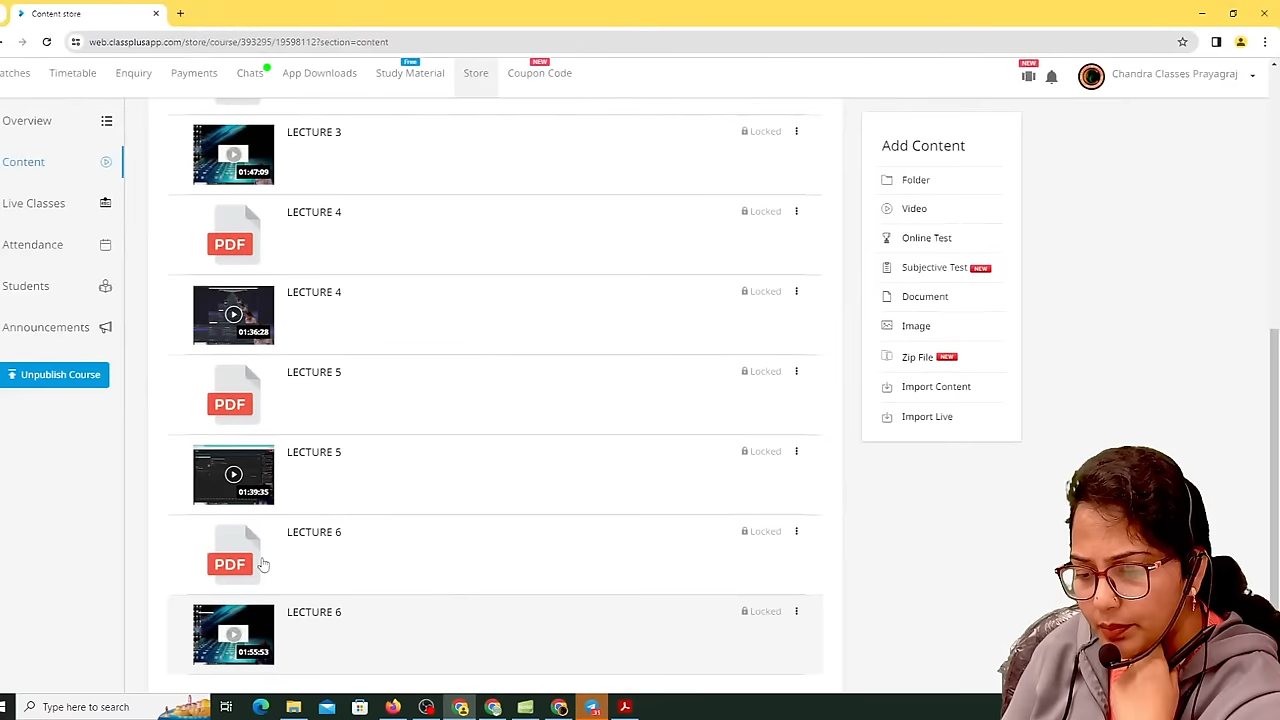 Content store
web.classplusapp.com/store/course/393295/19598112?section=content
atches Timetable Enquiry Payments Chats App Downloads Free Study Material Store NEW Coupon Code NEW Chandra Classes Prayagraj
Overview
Content
Live Classes
Attendance
Students
Announcements
Unpublish Course
LECTURE 3 Locked
01:47:09
LECTURE 4 Locked
PDF
LECTURE 4 Locked
01:36:28
LECTURE 5 Locked
PDF
LECTURE 5 Locked
01:39:35
LECTURE 6 Locked
PDF
LECTURE 6 Locked
01:55:53
Add Content
Folder
Video
Online Test
Subjective Test NEW
Document
Image
Zip File NEW
Import Content
Import Live
Type here to search